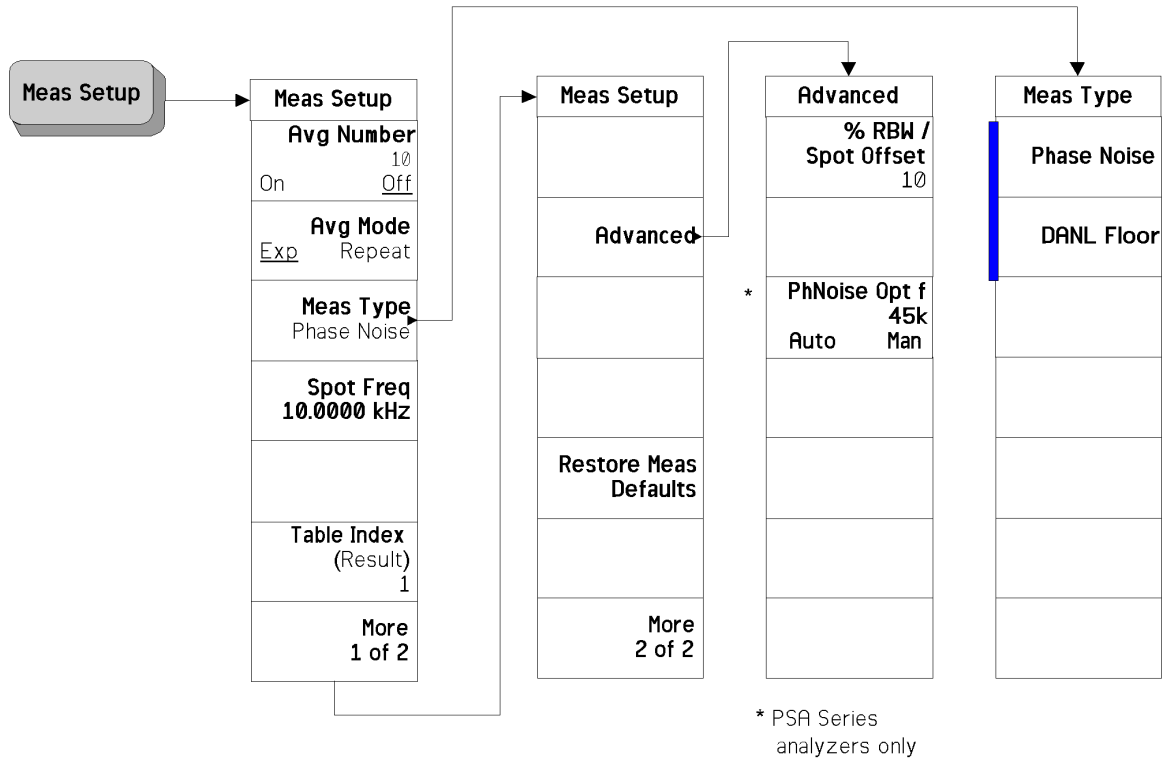 Meas Setup
Meas Setup
Avg Number
10
On Off
Avg Mode
Exp Repeat
Meas Type
Phase Noise
Spot Freq
10.0000 kHz
Table Index
(Result)
1
More
1 of 2
Meas Setup
Advanced
Restore Meas
Defaults
More
2 of 2
Advanced
% RBW /
Spot Offset
10
* PhNoise Opt f
45k
Auto Man
* PSA Series
analyzers only
Meas Type
Phase Noise
DANL Floor